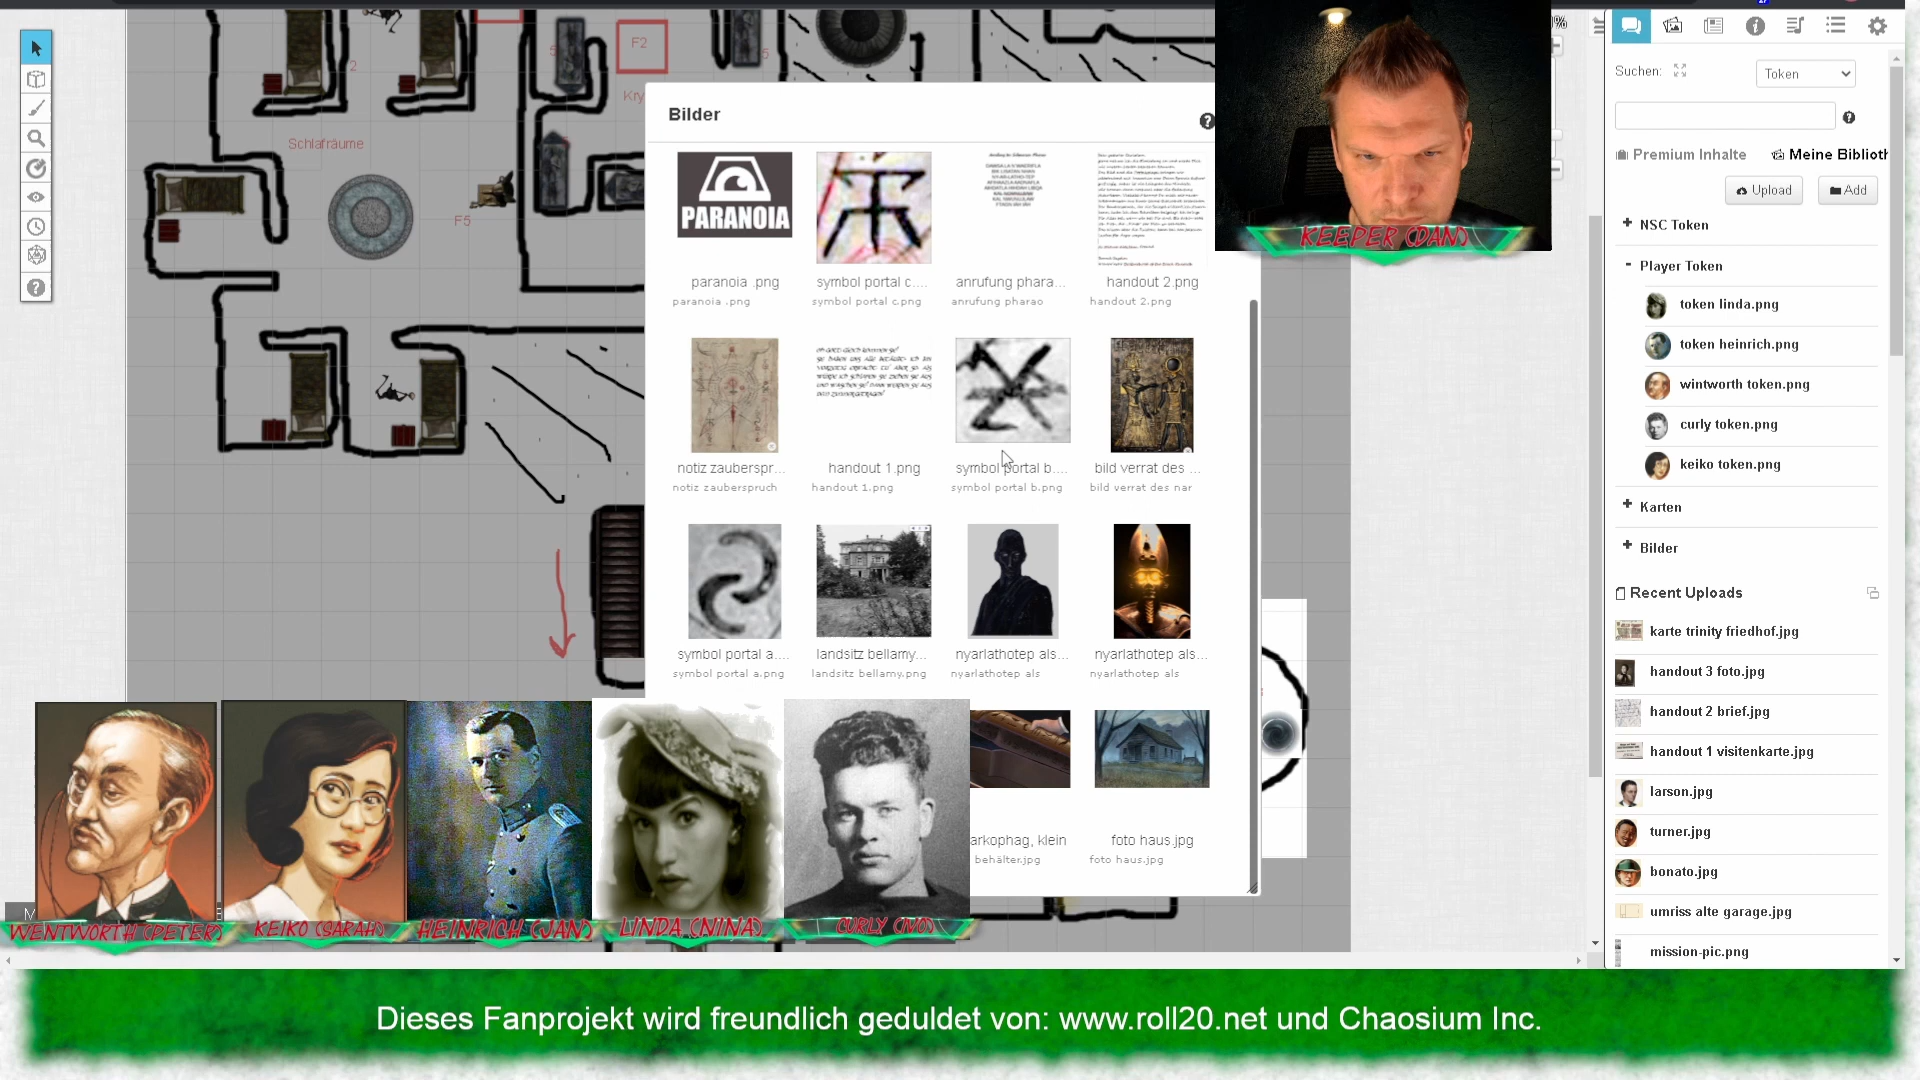 F2
5
5
2
Kry
Schlafräume
F5
Bilder
PARANOIA
paranoia .png
paranoia .png
symbol portal c....
symbol portal c.png
anrufung phara...
anrufung pharao
handout 2.png
handout 2.png
notiz zauberspr...
notiz zauberspruch
handout 1.png
handout 1.png
symbol portal b....
symbol portal b.png
bild verrat des ...
bild verrat des nar
symbol portal a....
symbol portal a.png
landsitz bellamy...
landsitz bellamy.png
nyarlathotep als...
nyarlathotep als
nyarlathotep als...
nyarlathotep als
arkophag, klein
behälter.jpg
foto haus.jpg
foto haus.jpg
KEEPER (DAN)
WENTWORTH (PETER)
KEIKO (SARAH)
HEINRICH (JAN)
LINDA (NINA)
CURLY (IVO)
%
Suchen:
Token
Premium Inhalte
Meine Biblioth
Upload
Add
+ NSC Token
- Player Token
token linda.png
token heinrich.png
wintworth token.png
curly token.png
keiko token.png
+ Karten
+ Bilder
Recent Uploads
karte trinity friedhof.jpg
handout 3 foto.jpg
handout 2 brief.jpg
handout 1 visitenkarte.jpg
larson.jpg
turner.jpg
bonato.jpg
umriss alte garage.jpg
mission-pic.png
Dieses Fanprojekt wird freundlich geduldet von: www.roll20.net und Chaosium Inc.